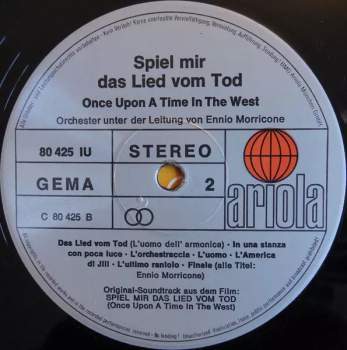 Spiel mir
das Lied vom Tod
Once Upon A Time In The West
Orchester unter der Leitung von Ennio Morricone
80 425 IU
STEREO
GEMA
2
C 80 425 B
ariola
Das Lied vom Tod (L'uomo dell' armonica) · In una stanza
con poca luce · L'orchestraccia · L'uomo · L'America
di Jill · L'ultimo raniolo · Finale (alle Titel:
Ennio Morricone)
Original-Soundtrack aus dem Film:
SPIEL MIR DAS LIED VOM TOD
(Once Upon A Time In The West)